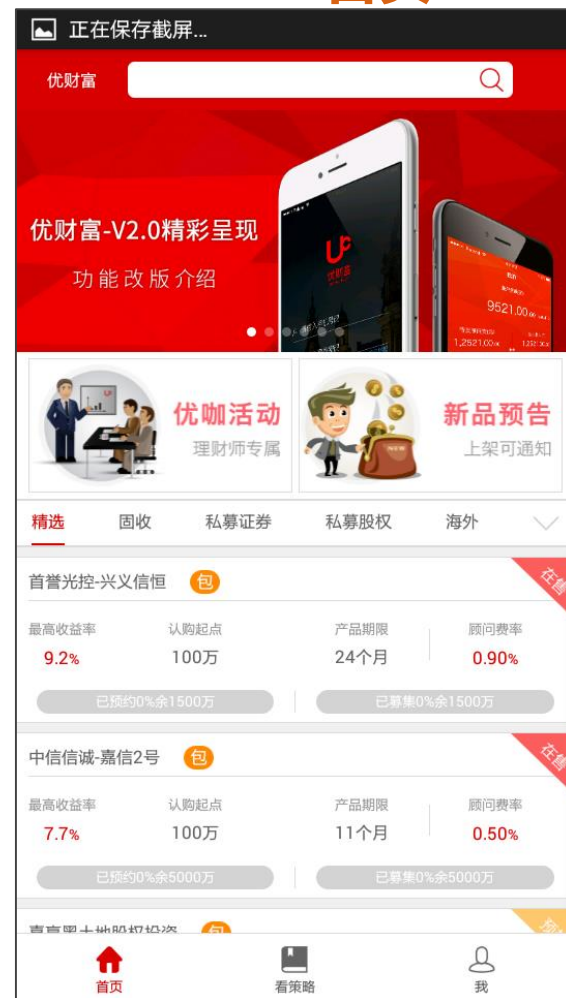 正在保存截屏...
优财富
优财富-V2.0精彩呈现
功能改版介绍
UP
优财富
9521.00
1,2521.00
优咖活动
理财师专属
新品预告
上架可通知
精选 固收 私募证券 私募股权 海外
首誉光控-兴义信恒 包 在售
最高收益率 认购起点 产品期限 顾问费率
9.2% 100万 24个月 0.90%
已预约0%余1500万 已募集0%余1500万
中信信诚-嘉信2号 包 在售
最高收益率 认购起点 产品期限 顾问费率
7.7% 100万 11个月 0.50%
已预约0%余5000万 已募集0%余5000万
首页 看策略 我